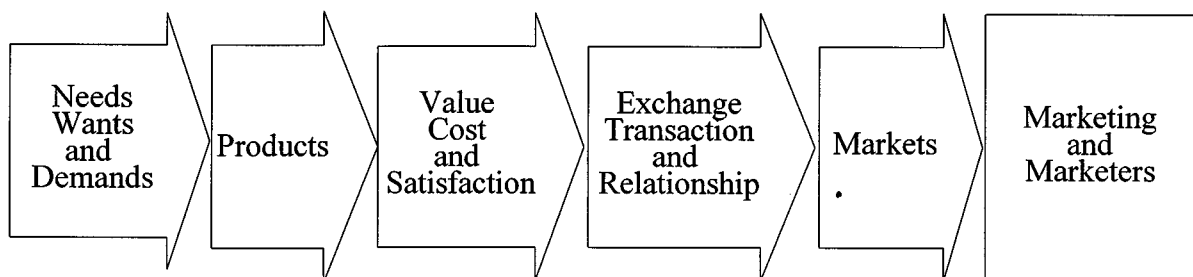 Needs
Wants
and
Demands
Products
Value
Cost
and
Satisfaction
Exchange
Transaction
and
Relationship
Markets
Marketing
and
Marketers